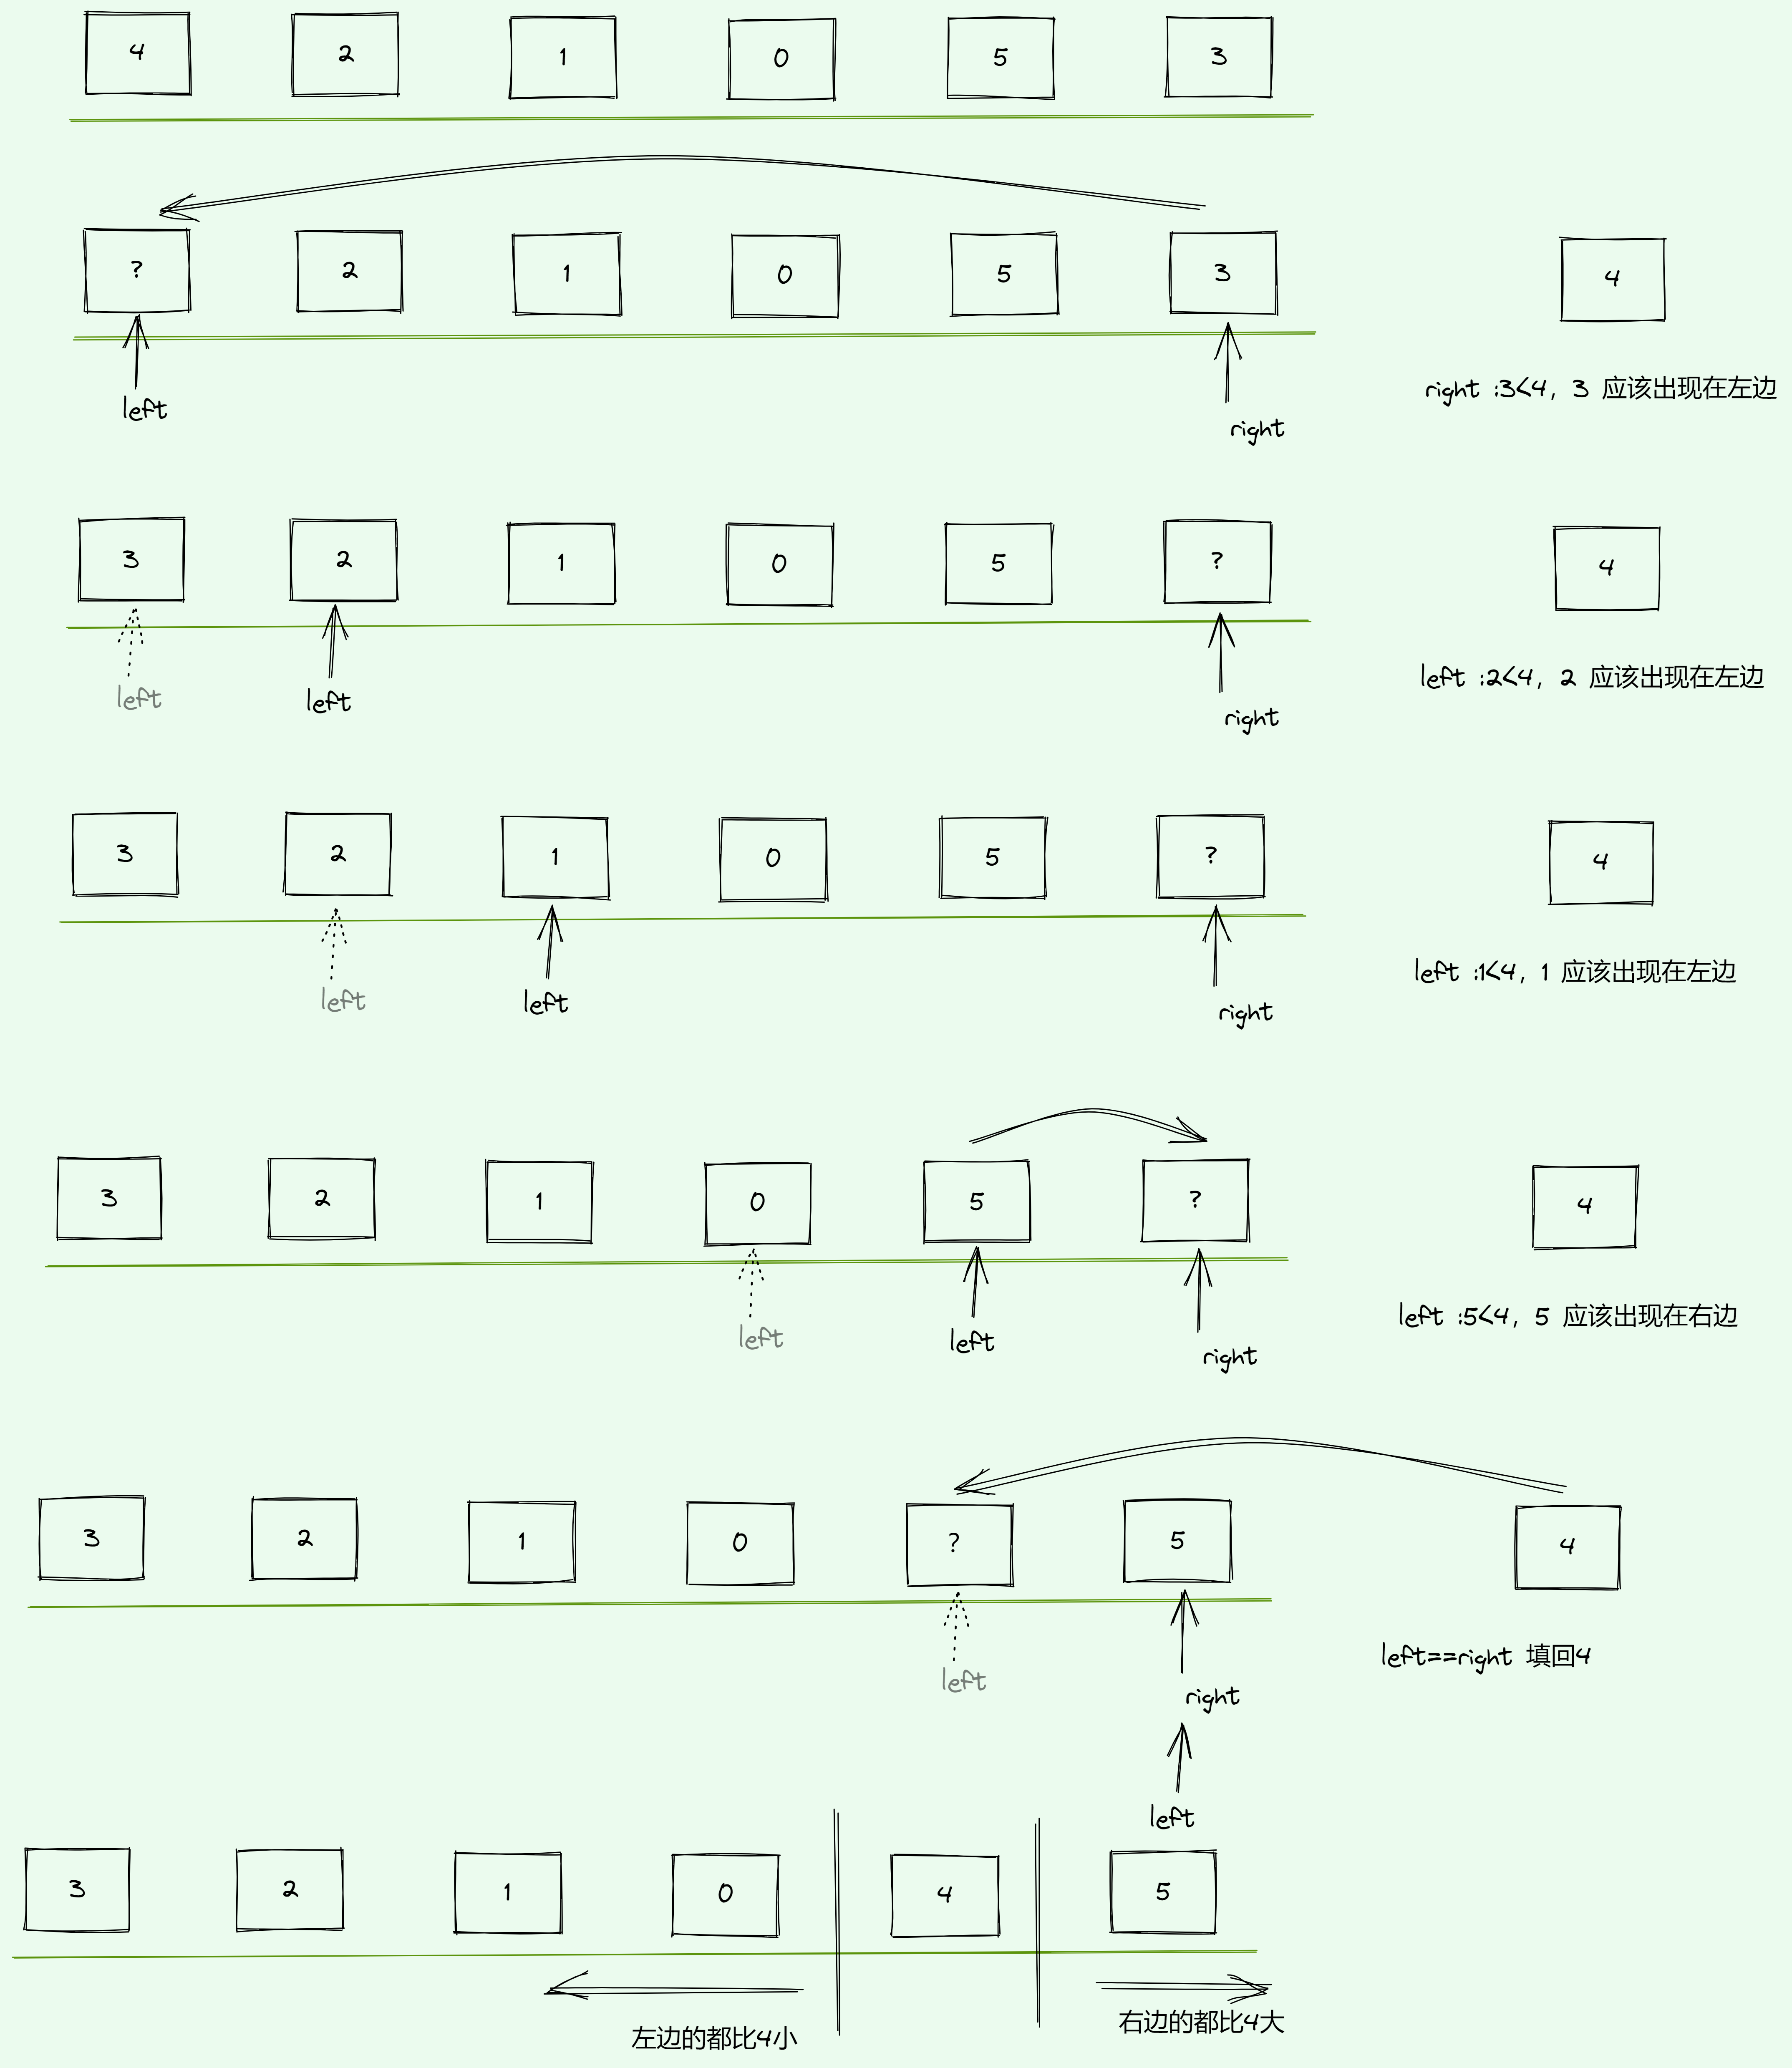 4 2 1 0 5 3
? 2 1 0 5 3 4
right :3<4, 3 应该出现在左边
left
right
3 2 1 0 5 ? 4
left :2<4, 2 应该出现在左边
left left
right
3 2 1 0 5 ? 4
left :1<4, 1 应该出现在左边
left left
right
3 2 1 0 5 ? 4
left :5<4, 5 应该出现在右边
left left
right
3 2 1 0 ? 5 4
left==right 填回4
left
right
left
3 2 1 0 4 5
左边的都比4小
右边的都比4大